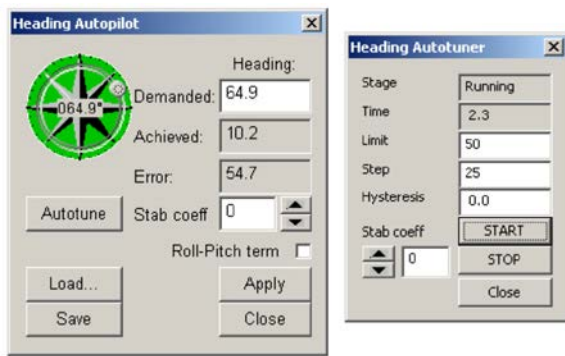 Heading Autopilot
Heading:
064.9°
Demanded: 64.9
Achieved: 10.2
Error: 54.7
Autotune Stab coeff 0
Roll-Pitch term
Load... Apply
Save Close
Heading Autotuner
Stage Running
Time 2.3
Limit 50
Step 25
Hysteresis 0.0
Stab coeff START
0 STOP
Close